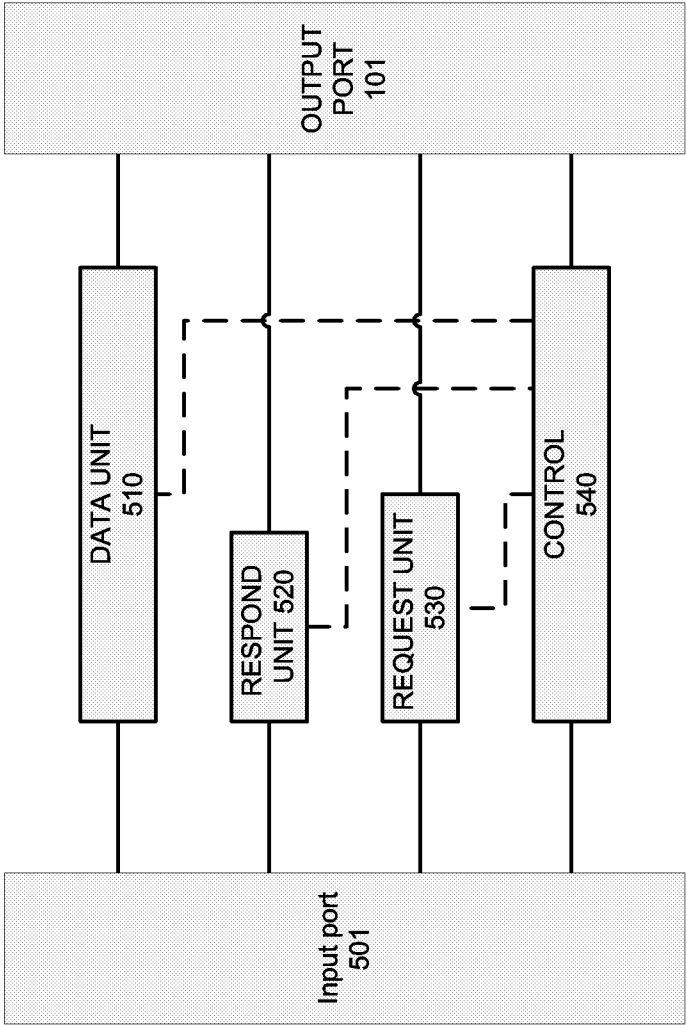 DATA UNIT
510
RESPOND
UNIT 520
REQUEST UNIT
530
CONTROL
540
Input port
501
OUTPUT
PORT
101